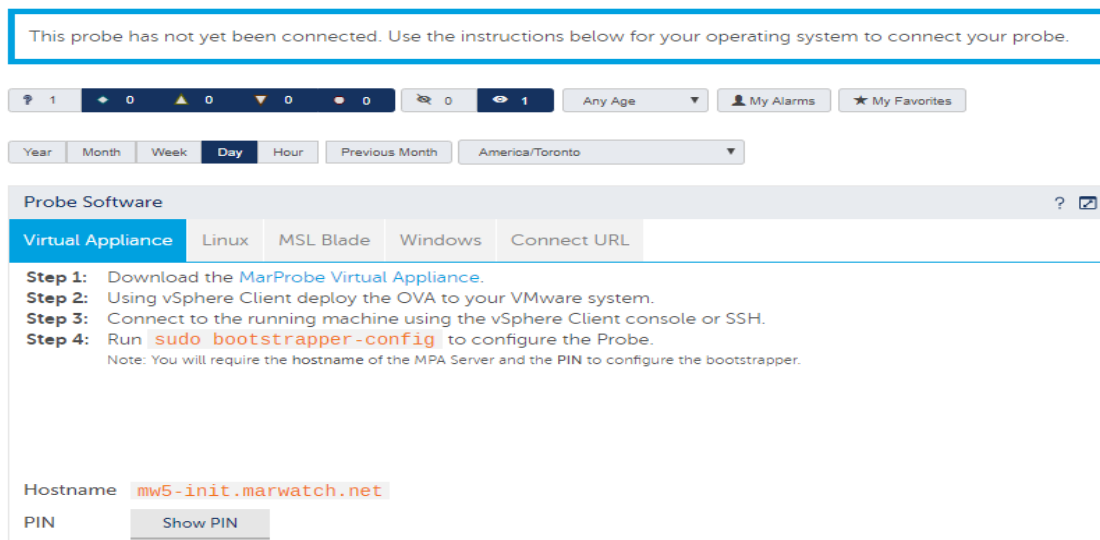 This probe has not yet been connected. Use the instructions below for your operating system to connect your probe.
1 0 0 0 0 0 1 Any Age My Alarms My Favorites
Year Month Week Day Hour Previous Month America/Toronto
Probe Software ?
Virtual Appliance Linux MSL Blade Windows Connect URL
Step 1: Download the MarProbe Virtual Appliance.
Step 2: Using vSphere Client deploy the OVA to your VMware system.
Step 3: Connect to the running machine using the vSphere Client console or SSH.
Step 4: Run sudo bootstrapper-config to configure the Probe.
Note: You will require the hostname of the MPA Server and the PIN to configure the bootstrapper.
Hostname mw5-init.marwatch.net
PIN Show PIN